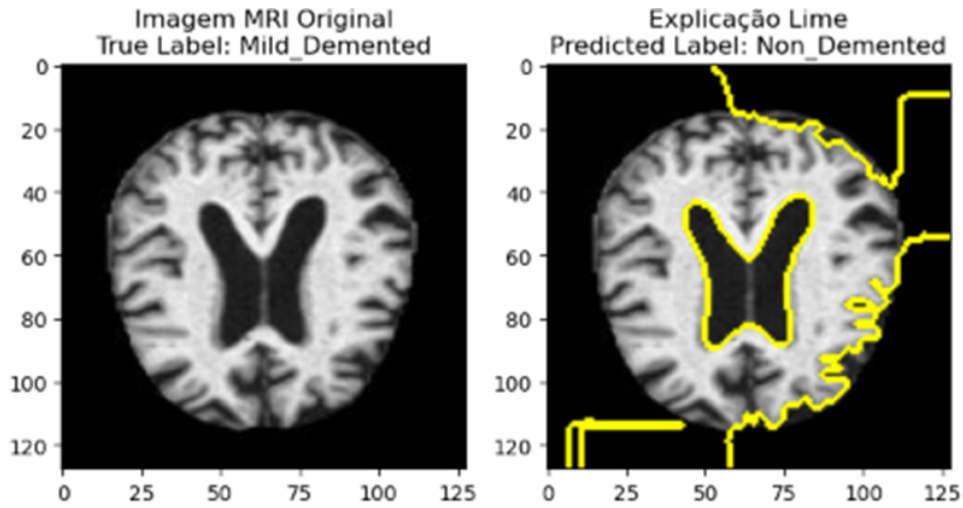 Imagem MRI Original
True Label: Mild_Demented
0
20
40
60
80
100
120
0 25 50 75 100 125
Explicação Lime
Predicted Label: Non_Demented
0
20
40
60
80
100
120
0 25 50 75 100 125